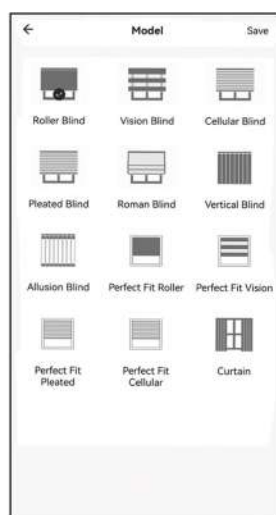 Model
Save
Roller Blind
Vision Blind
Cellular Blind
Pleated Blind
Roman Blind
Vertical Blind
Allusion Blind
Perfect Fit Roller
Perfect Fit Vision
Perfect Fit
Pleated
Perfect Fit
Cellular
Curtain